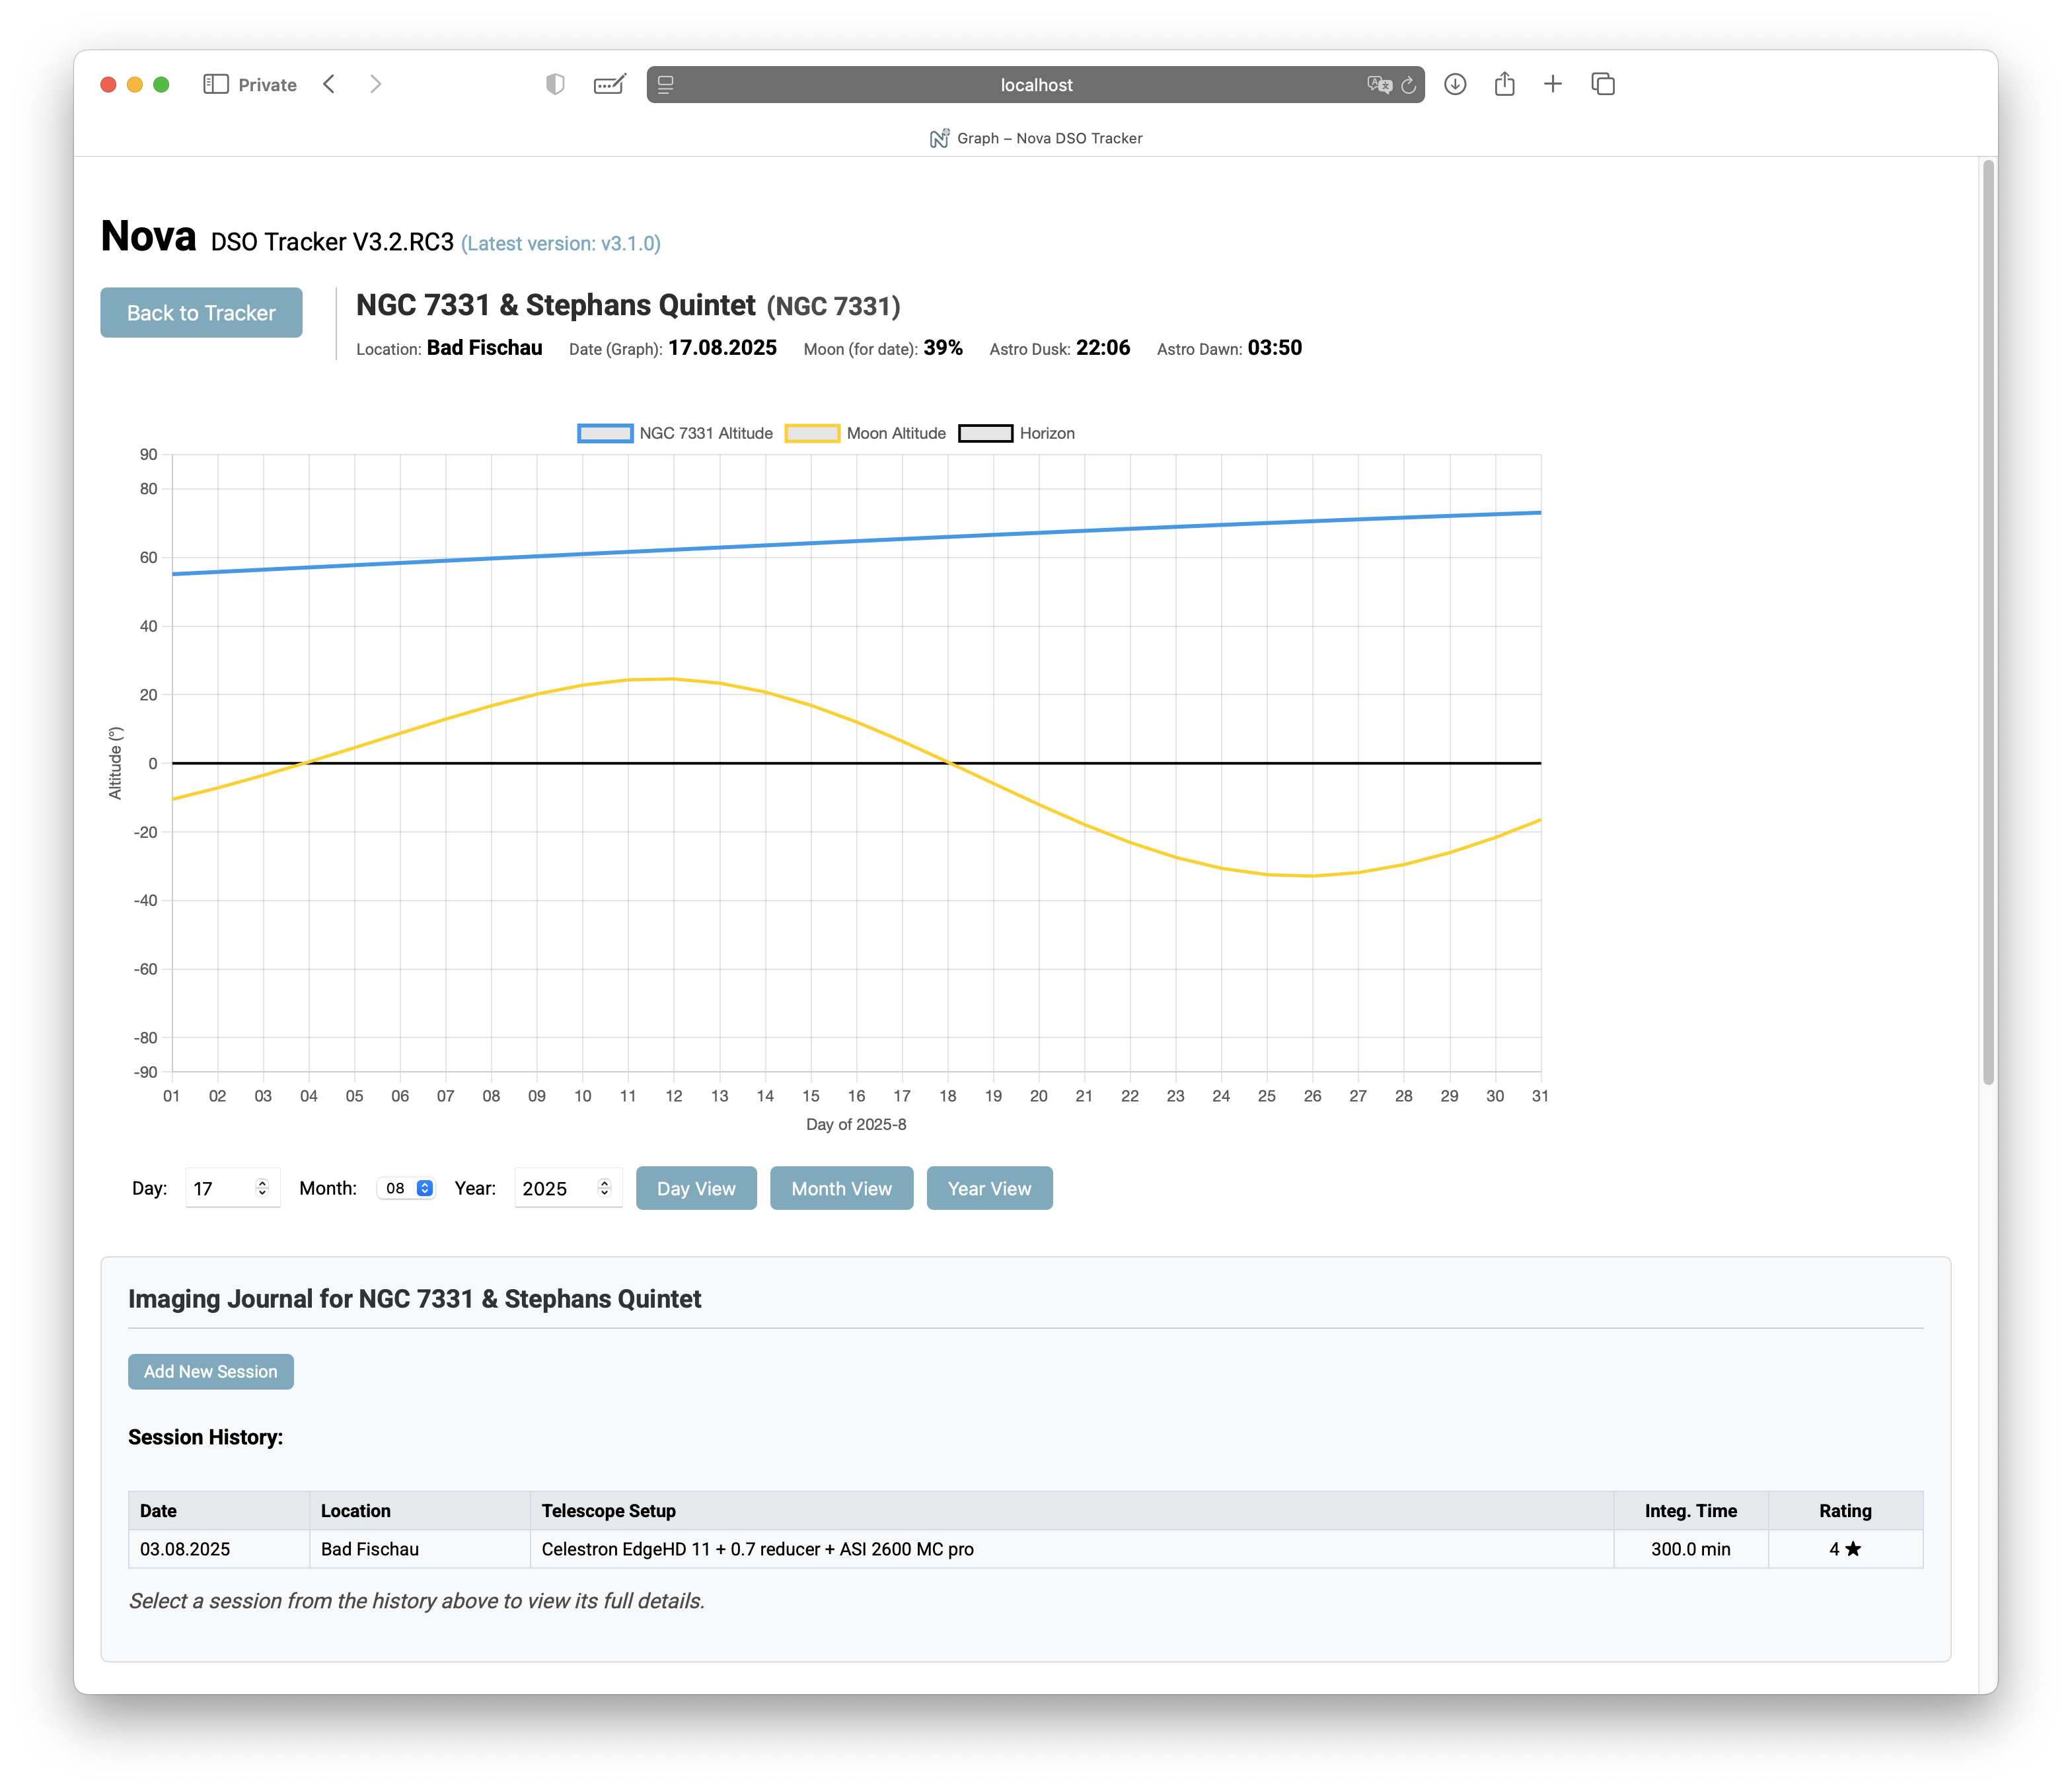 Private
localhost
Graph – Nova DSO Tracker
Nova DSO Tracker V3.2.RC3 (Latest version: v3.1.0)
Back to Tracker
NGC 7331 & Stephans Quintet (NGC 7331)
Location: Bad Fischau Date (Graph): 17.08.2025 Moon (for date): 39% Astro Dusk: 22:06 Astro Dawn: 03:50
NGC 7331 Altitude Moon Altitude Horizon
90
80
60
40
20
0
-20
-40
-60
-80
-90
Altitude (°)
01 02 03 04 05 06 07 08 09 10 11 12 13 14 15 16 17 18 19 20 21 22 23 24 25 26 27 28 29 30 31
Day of 2025-8
Day: 17 Month: 08 Year: 2025 Day View Month View Year View
Imaging Journal for NGC 7331 & Stephans Quintet
Add New Session
Session History:
Date Location Telescope Setup Integ. Time Rating
03.08.2025 Bad Fischau Celestron EdgeHD 11 + 0.7 reducer + ASI 2600 MC pro 300.0 min 4 ★
Select a session from the history above to view its full details.